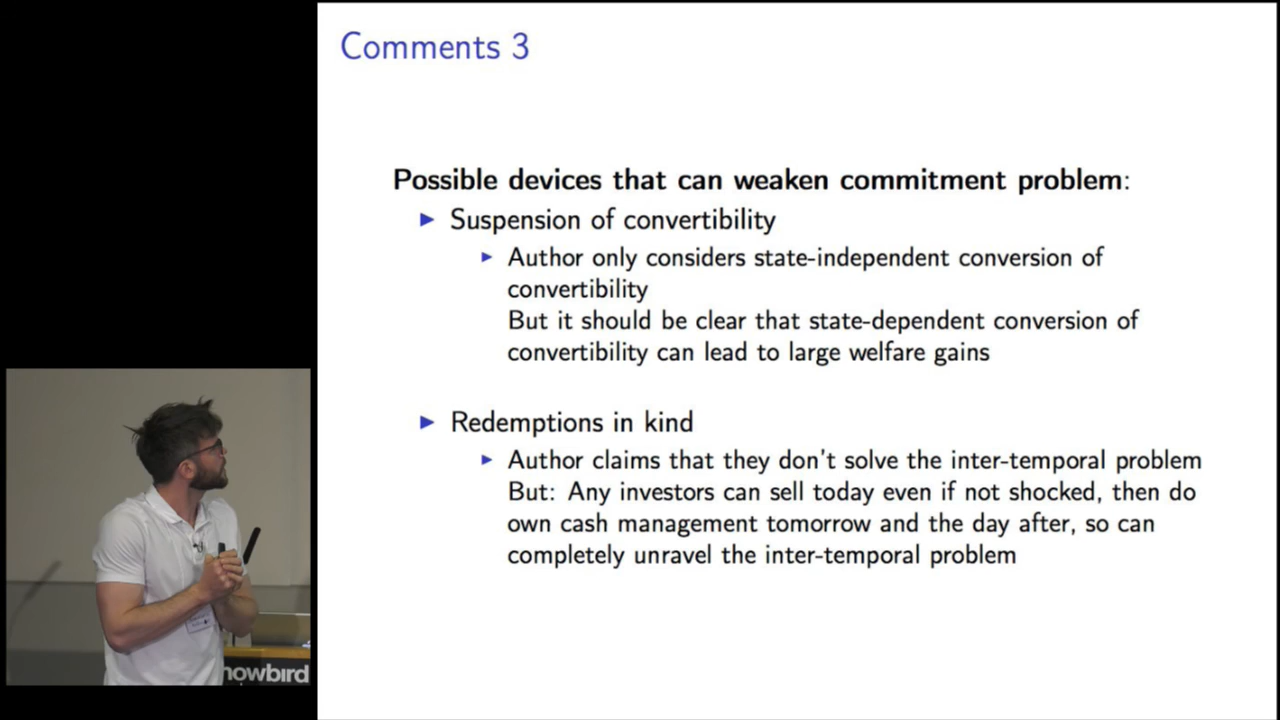 Comments 3
Possible devices that can weaken commitment problem:
Suspension of convertibility
Author only considers state-independent conversion of
convertibility
But it should be clear that state-dependent conversion of
convertibility can lead to large welfare gains
Redemptions in kind
Author claims that they don't solve the inter-temporal problem
But: Any investors can sell today even if not shocked, then do
own cash management tomorrow and the day after, so can
completely unravel the inter-temporal problem
nowbird